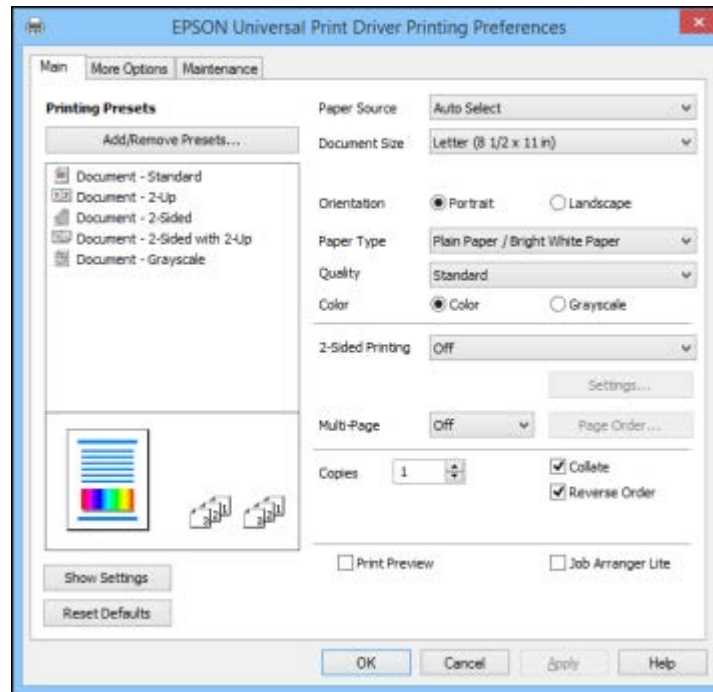 EPSON Universal Print Driver Printing Preferences
Main
More Options
Maintenance
Printing Presets
Add/Remove Presets...
Document - Standard
Document - 2-Up
Document - 2-Sided
Document - 2-Sided with 2-Up
Document - Grayscale
Show Settings
Reset Defaults
Paper Source
Auto Select
Document Size
Letter (8 1/2 x 11 in)
Orientation
Portrait
Landscape
Paper Type
Plain Paper / Bright White Paper
Quality
Standard
Color
Color
Grayscale
2-Sided Printing
Off
Settings...
Multi-Page
Off
Page Order...
Copies
1
Collate
Reverse Order
Print Preview
Job Arranger Lite
OK
Cancel
Apply
Help